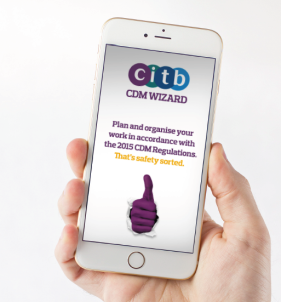 citb
CDM WIZARD
Plan and organise your
work in accordance with
the 2015 CDM Regulations.
That's safety sorted.